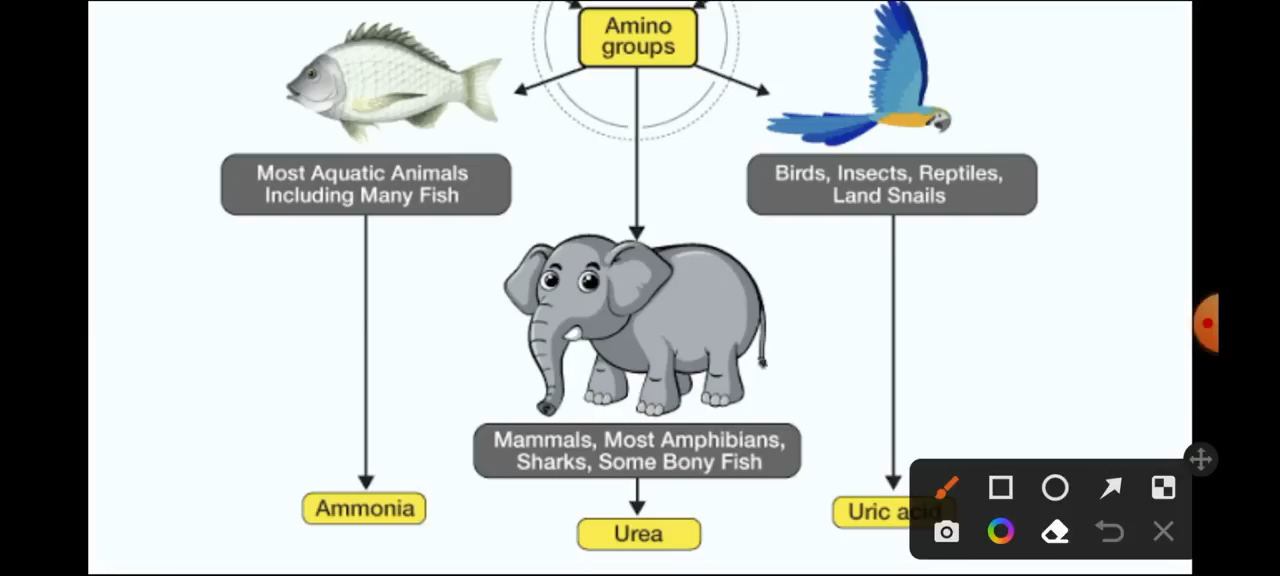 Amino
groups
Most Aquatic Animals
Including Many Fish
Birds, Insects, Reptiles,
Land Snails
Mammals, Most Amphibians,
Sharks, Some Bony Fish
Ammonia
Urea
Uric acid